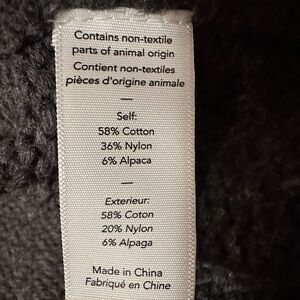 Contains non-textile
parts of animal origin
Contient non-textiles
pièces d'origine animale
—
Self:
58% Cotton
36% Nylon
6% Alpaca
—
Exterieur:
58% Coton
20% Nylon
6% Alpaga
Made in China
Fabriqué en Chine